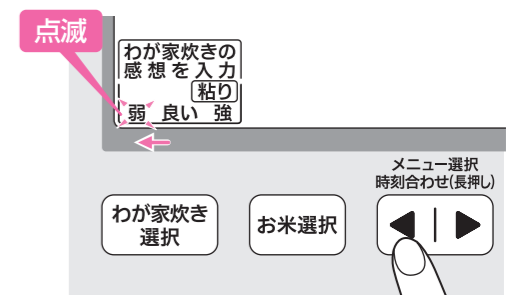 点滅
わが家炊きの
感想を入力
粘り
弱 良い 強
メニュー選択
時刻合わせ(長押し)
わが家炊き
選択
お米選択